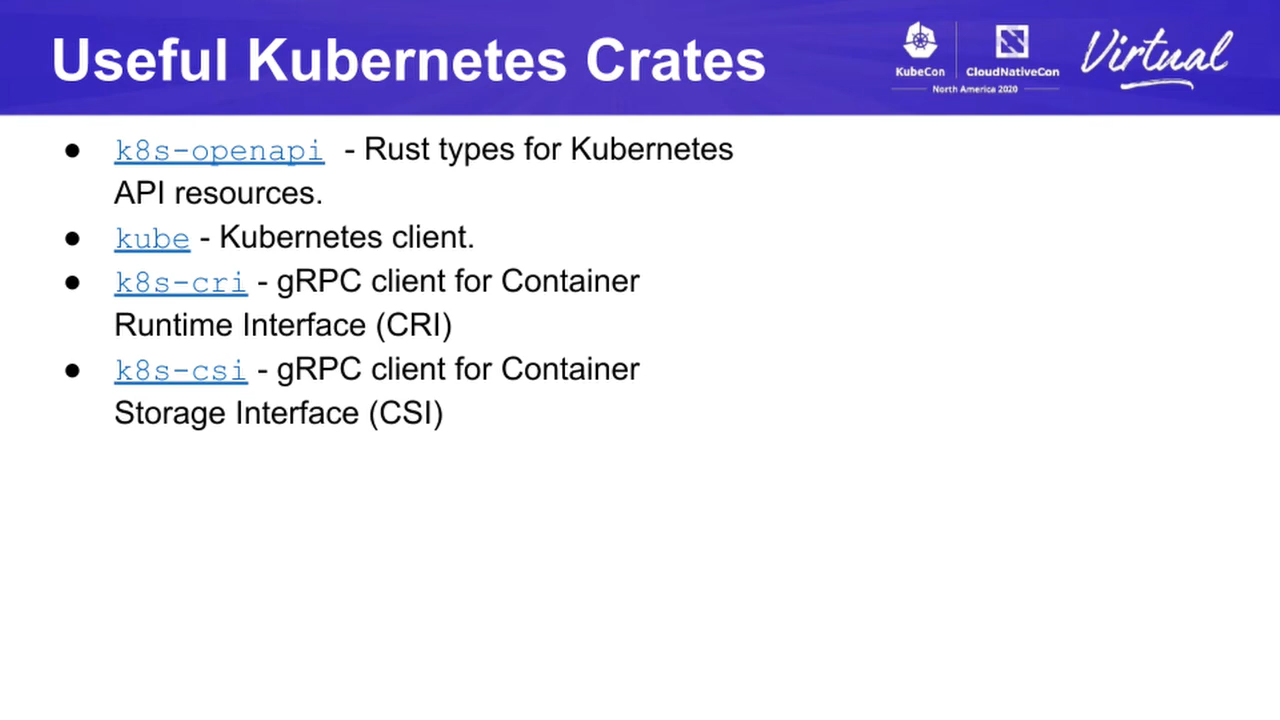 Useful Kubernetes Crates
KubeCon
CloudNativeCon
North America 2020
Virtual
● k8s-openapi - Rust types for Kubernetes
API resources.
● kube - Kubernetes client.
● k8s-cri - gRPC client for Container
Runtime Interface (CRI)
● k8s-csi - gRPC client for Container
Storage Interface (CSI)